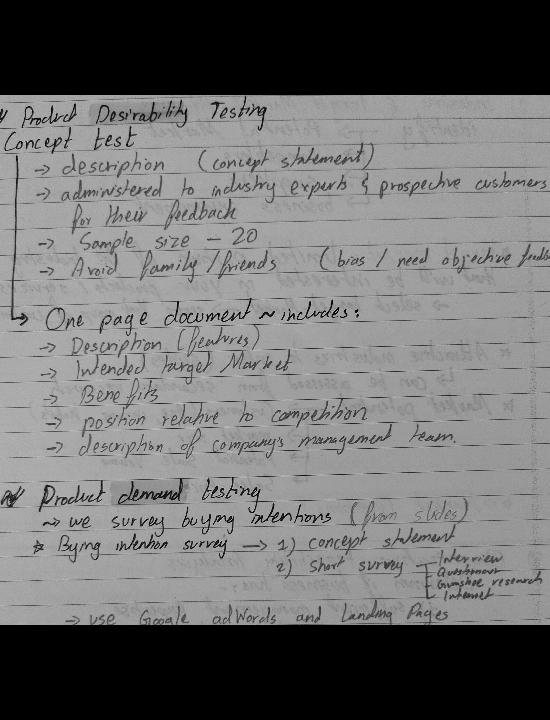 Product Desirability Testing
Concept test
→ description (concept statement)
→ administered to industry experts & prospective customers
for their feedback
→ Sample size - 20
→ Avoid family/friends (bias / need objective feedba
→ One page document ~ includes:
→ Description (features)
→ Intended target Market
→ Benefits
→ position relative to competition
→ description of company's management team.
Product demand testing
~> we survey buying intentions (from slides)
* Bying intention survey → 1) concept statement
2) Short survey
Interview
Gumshoe research
Internet
→ use Google adWords and Landing Pages